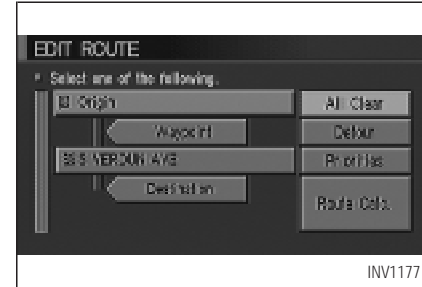 EDIT ROUTE
Select one of the following.
Origin
All Clear
Waypoint
Detour
S VERDUN AVE
Priorities
Destination
Route Calc.
INV1177